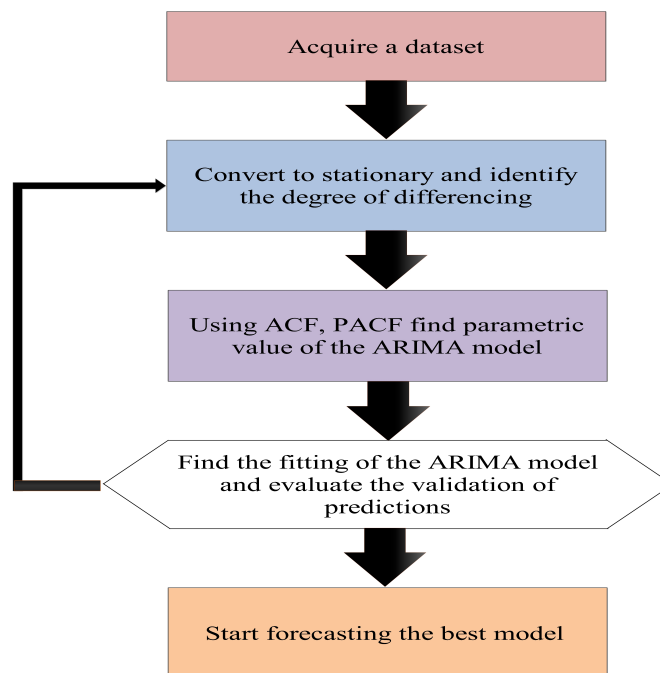 Acquire a dataset
Convert to stationary and identify
the degree of differencing
Using ACF, PACF find parametric
value of the ARIMA model
Find the fitting of the ARIMA model
and evaluate the validation of
predictions
Start forecasting the best model